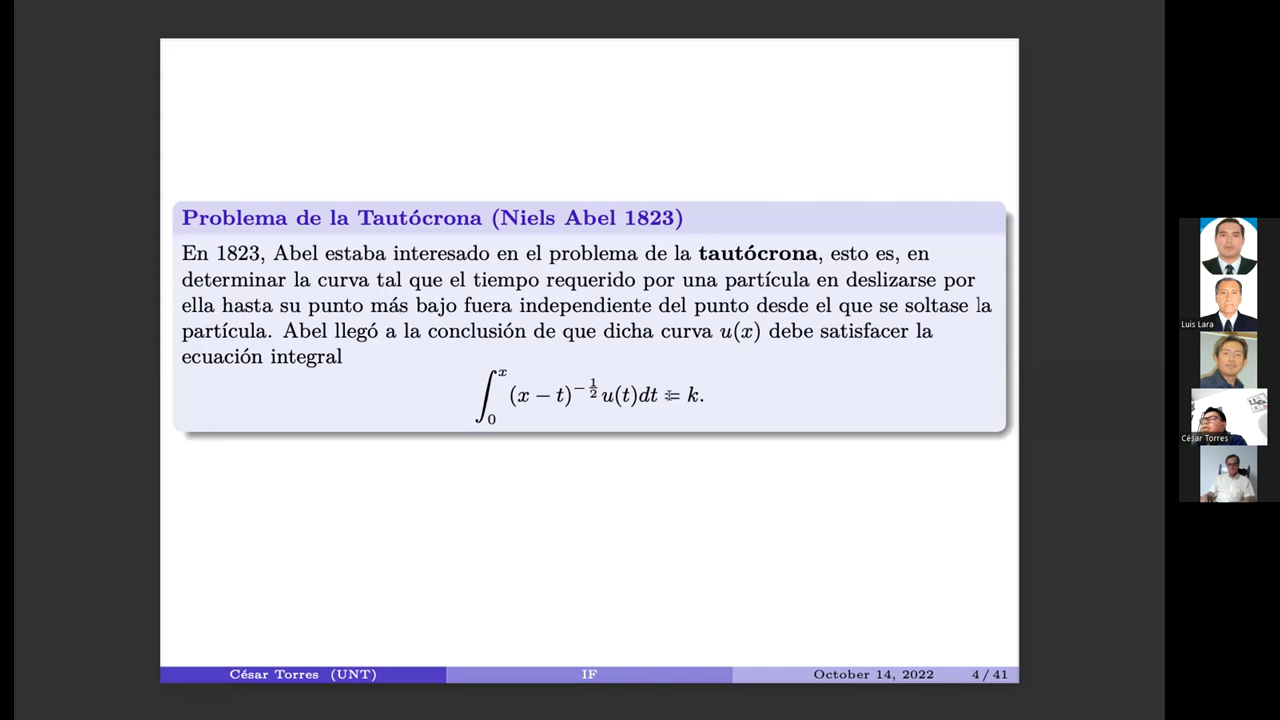 Problema de la Tautócrona (Niels Abel 1823)
En 1823, Abel estaba interesado en el problema de la tautócrona, esto es, en
determinar la curva tal que el tiempo requerido por una partícula en deslizarse por
ella hasta su punto más bajo fuera independiente del punto desde el que se soltase la
partícula. Abel llegó a la conclusión de que dicha curva u(x) debe satisfacer la
ecuación integral
∫₀ˣ (x − t)^{−1/2} u(t)dt = k.
César Torres (UNT) IF October 14, 2022 4 / 41
Luis Lara
César Torres